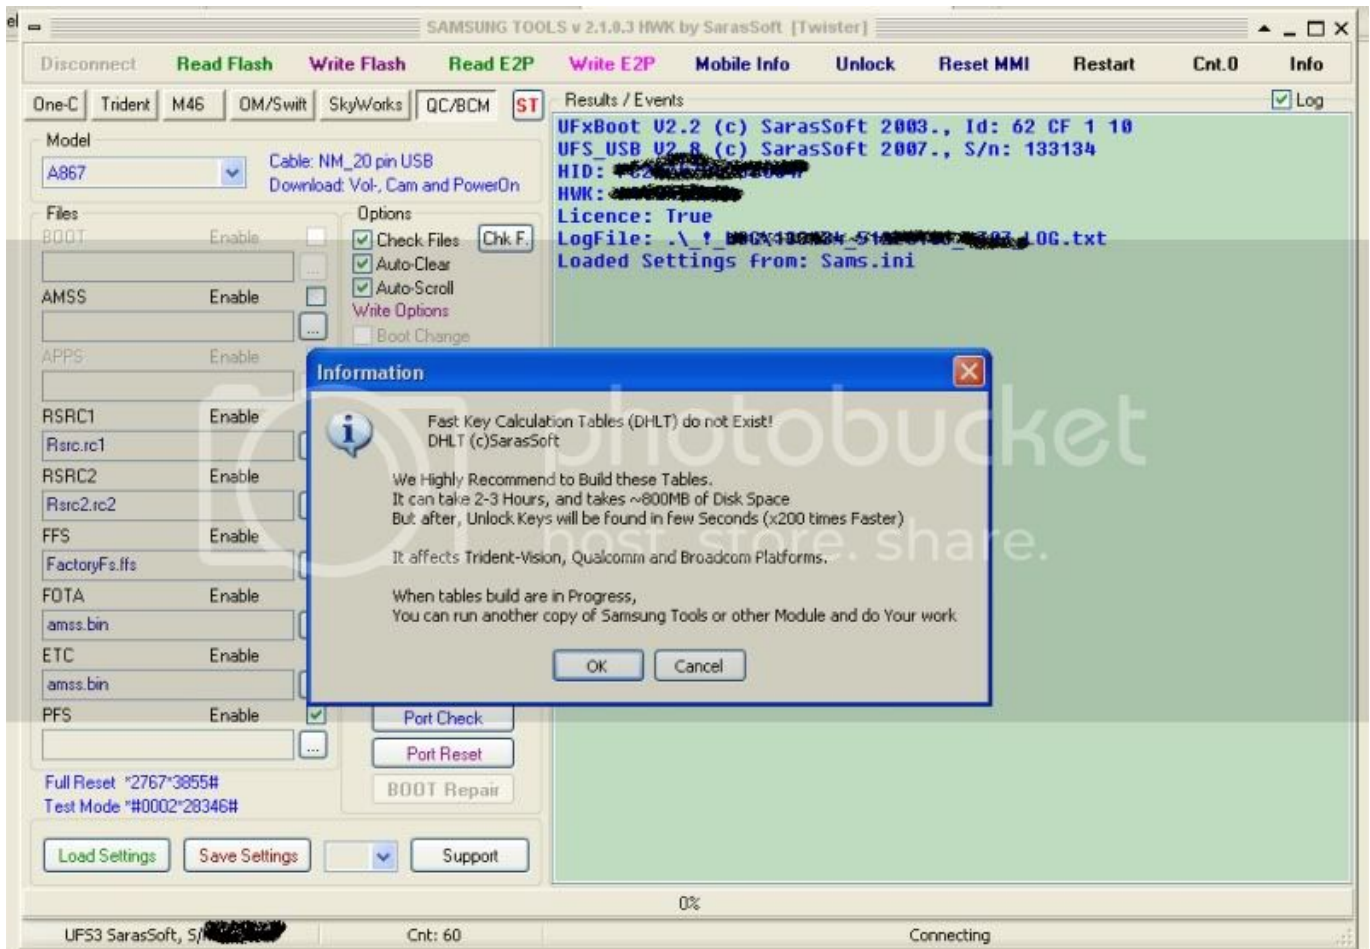 SAMSUNG TOOLS v 2.1.0.3 HWK by SarasSoft [Twister]
Disconnect Read Flash Write Flash Read E2P Write E2P Mobile Info Unlock Reset MMI Restart Cnt.0 Info
One-C Trident M46 OM/Swift SkyWorks QC/BCM ST
Results / Events Log
Model
A867
Cable: NM_20 pin USB
Download: Vol-, Cam and PowerOn
UFxBoot V2.2 (c) SarasSoft 2003., Id: 62 CF 1 10
UFS_USB V2.8 (c) SarasSoft 2007., S/n: 133134
HID:
HWK:
Licence: True
LogFile: .\_!_ LOG.txt
Loaded Settings from: Sams.ini
Files
BOOT Enable
...
AMSS Enable
...
APPS Enable
RSRC1 Enable
Rsrc.rc1
RSRC2 Enable
Rsrc2.rc2
FFS Enable
FactoryFs.ffs
FOTA Enable
amss.bin
ETC Enable
amss.bin
PFS Enable
...
Options
Check Files Chk F.
Auto-Clear
Auto-Scroll
Write Options
Boot Change
Information
Fast Key Calculation Tables (DHLT) do not Exist!
DHLT (c)SarasSoft
We Highly Recommend to Build these Tables.
It can take 2-3 Hours, and takes ~800MB of Disk Space
But after, Unlock Keys will be found in few Seconds (x200 times Faster)
It affects Trident-Vision, Qualcomm and Broadcom Platforms.
When tables build are in Progress,
You can run another copy of Samsung Tools or other Module and do Your work
OK Cancel
photobucket
host. store. share.
Port Check
Port Reset
BOOT Repair
Full Reset *2767*3855#
Test Mode *#0002*28346#
Load Settings Save Settings Support
0%
UFS3 SarasSoft, S/ Cnt: 60 Connecting